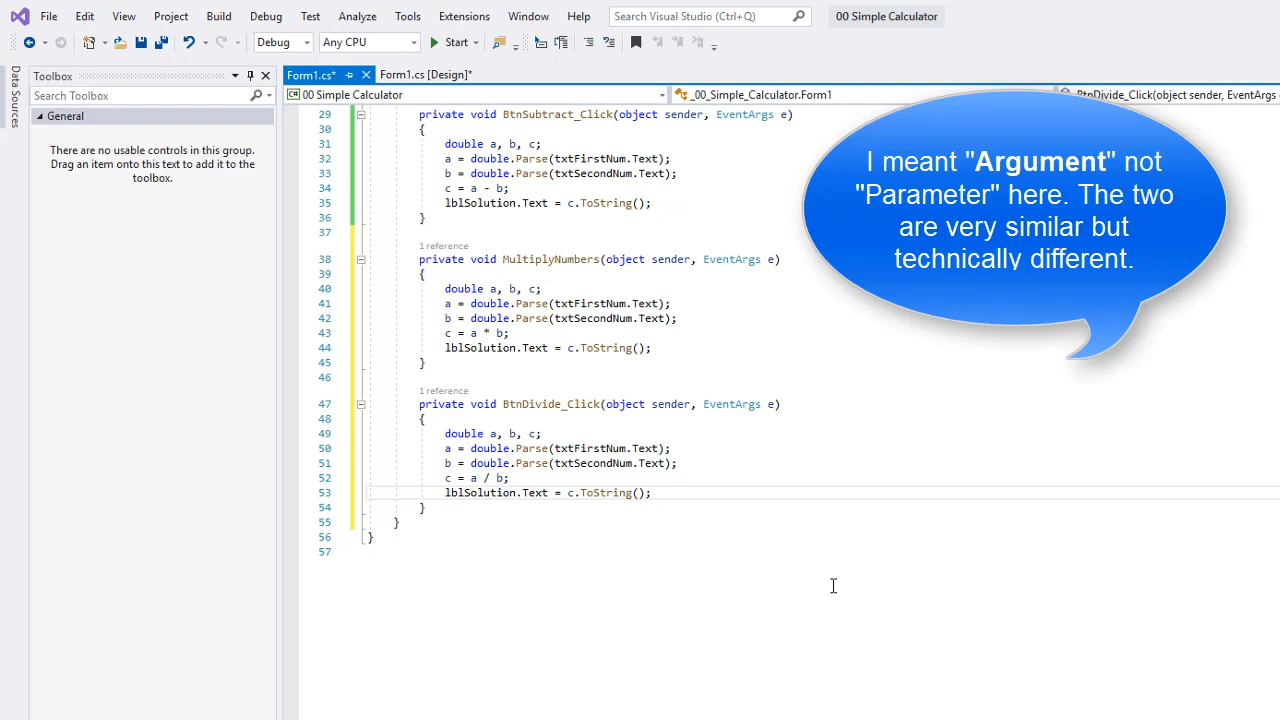 File Edit View Project Build Debug Test Analyze Tools Extensions Window Help Search Visual Studio (Ctrl+Q) 00 Simple Calculator
Debug Any CPU Start
Data Sources
Toolbox
Search Toolbox
General
There are no usable controls in this group.
Drag an item onto this text to add it to the
toolbox.
Form1.cs* Form1.cs [Design]*
C# 00 Simple Calculator _00_Simple_Calculator.Form1 BtnDivide_Click(object sender, EventArgs
29 private void BtnSubtract_Click(object sender, EventArgs e)
30 {
31 double a, b, c;
32 a = double.Parse(txtFirstNum.Text);
33 b = double.Parse(txtSecondNum.Text);
34 c = a - b;
35 lblSolution.Text = c.ToString();
36 }
37
1 reference
38 private void MultiplyNumbers(object sender, EventArgs e)
39 {
40 double a, b, c;
41 a = double.Parse(txtFirstNum.Text);
42 b = double.Parse(txtSecondNum.Text);
43 c = a * b;
44 lblSolution.Text = c.ToString();
45 }
46
1 reference
47 private void BtnDivide_Click(object sender, EventArgs e)
48 {
49 double a, b, c;
50 a = double.Parse(txtFirstNum.Text);
51 b = double.Parse(txtSecondNum.Text);
52 c = a / b;
53 lblSolution.Text = c.ToString();
54 }
55 }
56 }
57
I meant "Argument" not
"Parameter" here. The two
are very similar but
technically different.